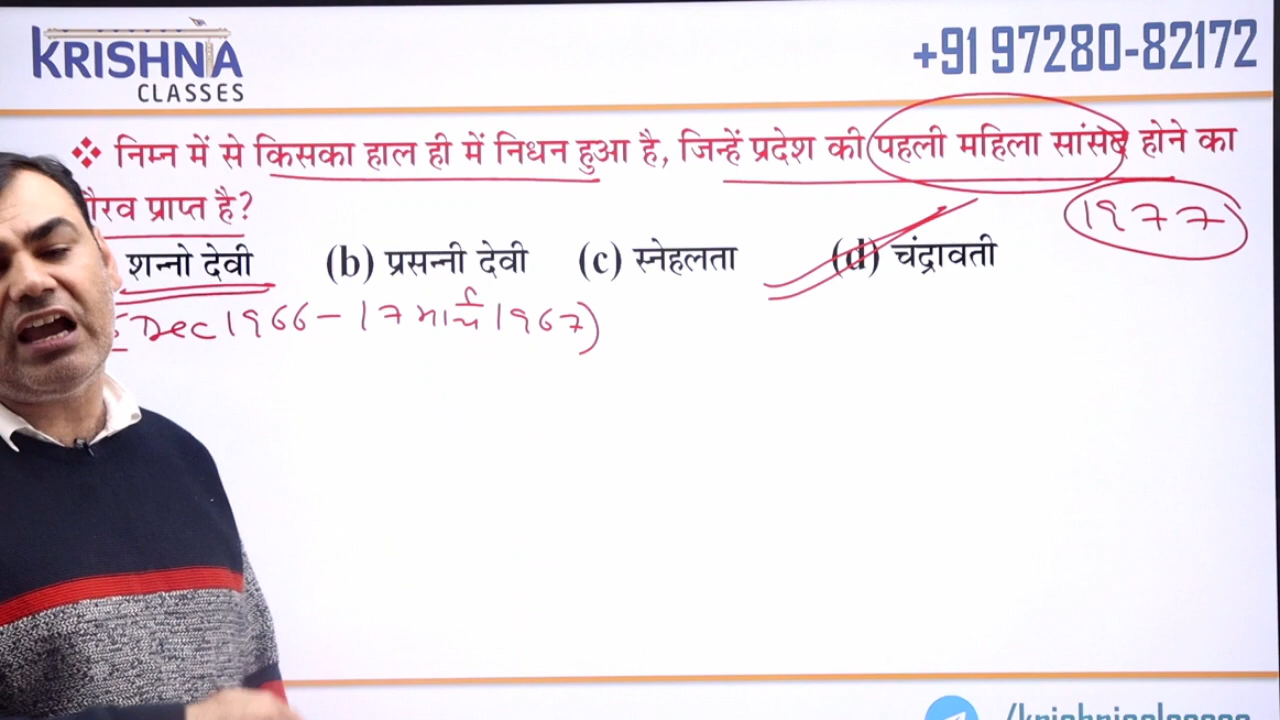 KRISHNA
CLASSES
+91 97280-82172
❖ निम्न में से किसका हाल ही में निधन हुआ है, जिन्हें प्रदेश की पहली महिला सांसद होने का
गौरव प्राप्त है?
1977
शन्नो देवी (b) प्रसन्नी देवी (c) स्नेहलता (d) चंद्रावती
Dec 1966 - 17 मार्च 1967)